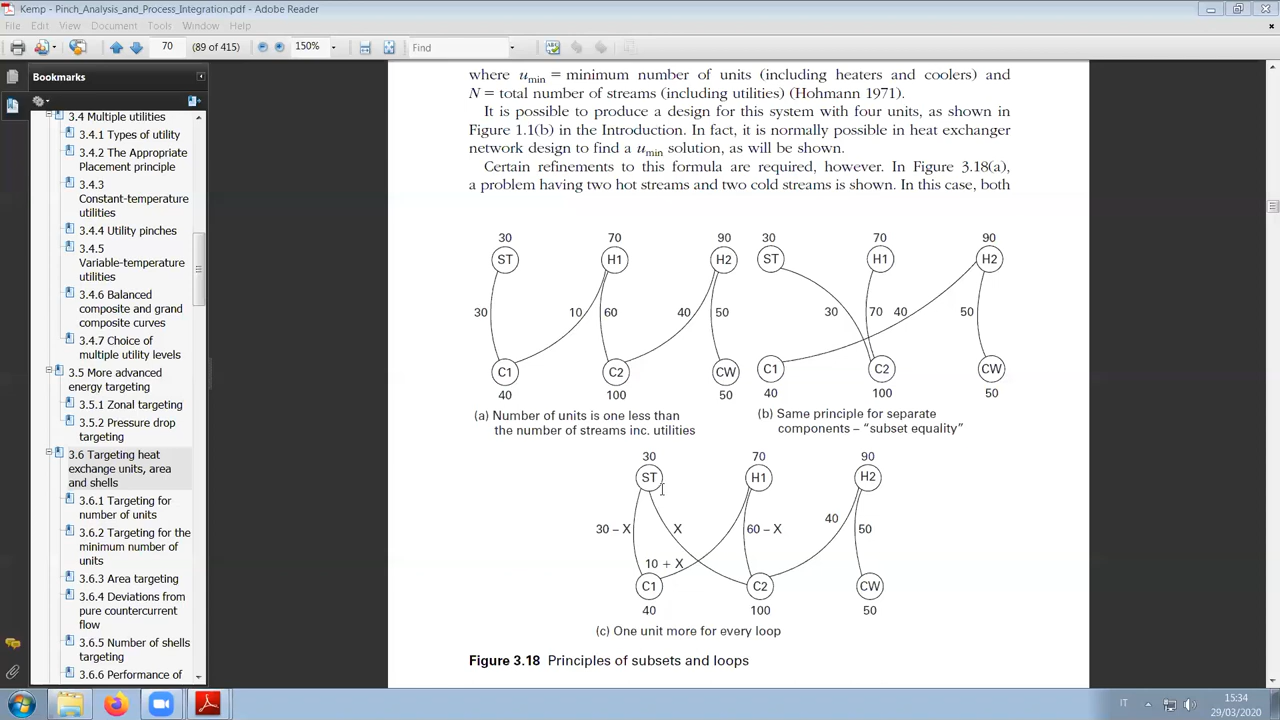 Kemp - Pinch_Analysis_and_Process_Integration.pdf - Adobe Reader
File Edit View Document Tools Window Help
70 (89 of 415) 150% Find
Bookmarks
3.4 Multiple utilities
3.4.1 Types of utility
3.4.2 The Appropriate
Placement principle
3.4.3
Constant-temperature
utilities
3.4.4 Utility pinches
3.4.5
Variable-temperature
utilities
3.4.6 Balanced
composite and grand
composite curves
3.4.7 Choice of
multiple utility levels
3.5 More advanced
energy targeting
3.5.1 Zonal targeting
3.5.2 Pressure drop
targeting
3.6 Targeting heat
exchange units, area
and shells
3.6.1 Targeting for
number of units
3.6.2 Targeting for the
minimum number of
units
3.6.3 Area targeting
3.6.4 Deviations from
pure countercurrent
flow
3.6.5 Number of shells
targeting
3.6.6 Performance of
where umin = minimum number of units (including heaters and coolers) and
N = total number of streams (including utilities) (Hohmann 1971).
It is possible to produce a design for this system with four units, as shown in
Figure 1.1(b) in the Introduction. In fact, it is normally possible in heat exchanger
network design to find a umin solution, as will be shown.
Certain refinements to this formula are required, however. In Figure 3.18(a),
a problem having two hot streams and two cold streams is shown. In this case, both
30 70 90
ST H1 H2
30 10 60 40 50
C1 C2 CW
40 100 50
(a) Number of units is one less than
the number of streams inc. utilities
30 70 90
ST H1 H2
30 70 40 50
C1 C2 CW
40 100 50
(b) Same principle for separate
components – “subset equality”
30 70 90
ST H1 H2
40
30 – X X 60 – X 50
10 + X
C1 C2 CW
40 100 50
(c) One unit more for every loop
Figure 3.18 Principles of subsets and loops
IT 15:34
29/03/2020